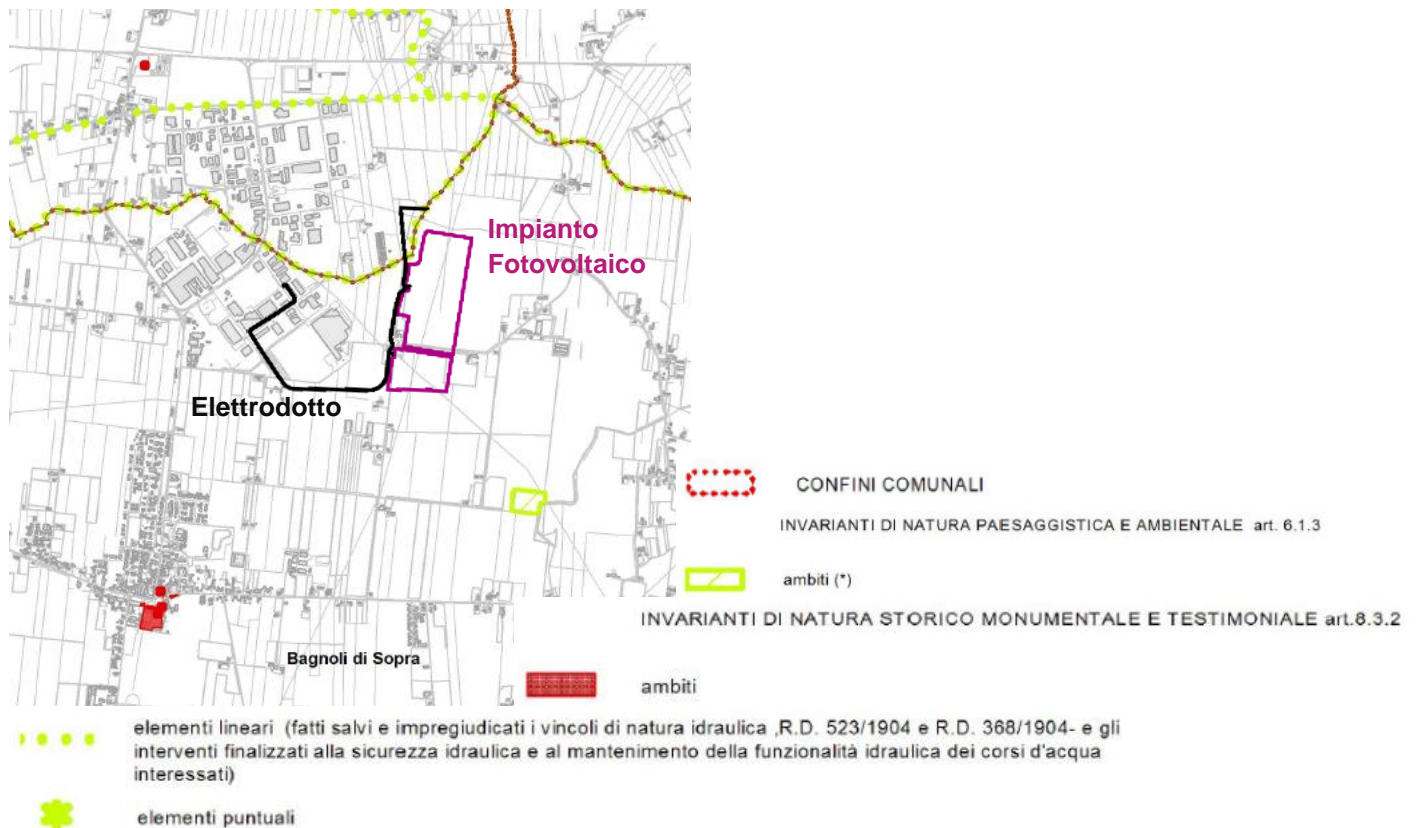 Impianto
Fotovoltaico
Elettrodotto
Bagnoli di Sopra
CONFINI COMUNALI
INVARIANTI DI NATURA PAESAGGISTICA E AMBIENTALE art. 6.1.3
ambiti (*)
INVARIANTI DI NATURA STORICO MONUMENTALE E TESTIMONIALE art.8.3.2
ambiti
elementi lineari (fatti salvi e impregiudicati i vincoli di natura idraulica ,R.D. 523/1904 e R.D. 368/1904- e gli
interventi finalizzati alla sicurezza idraulica e al mantenimento della funzionalità idraulica dei corsi d'acqua
interessati)
elementi puntuali